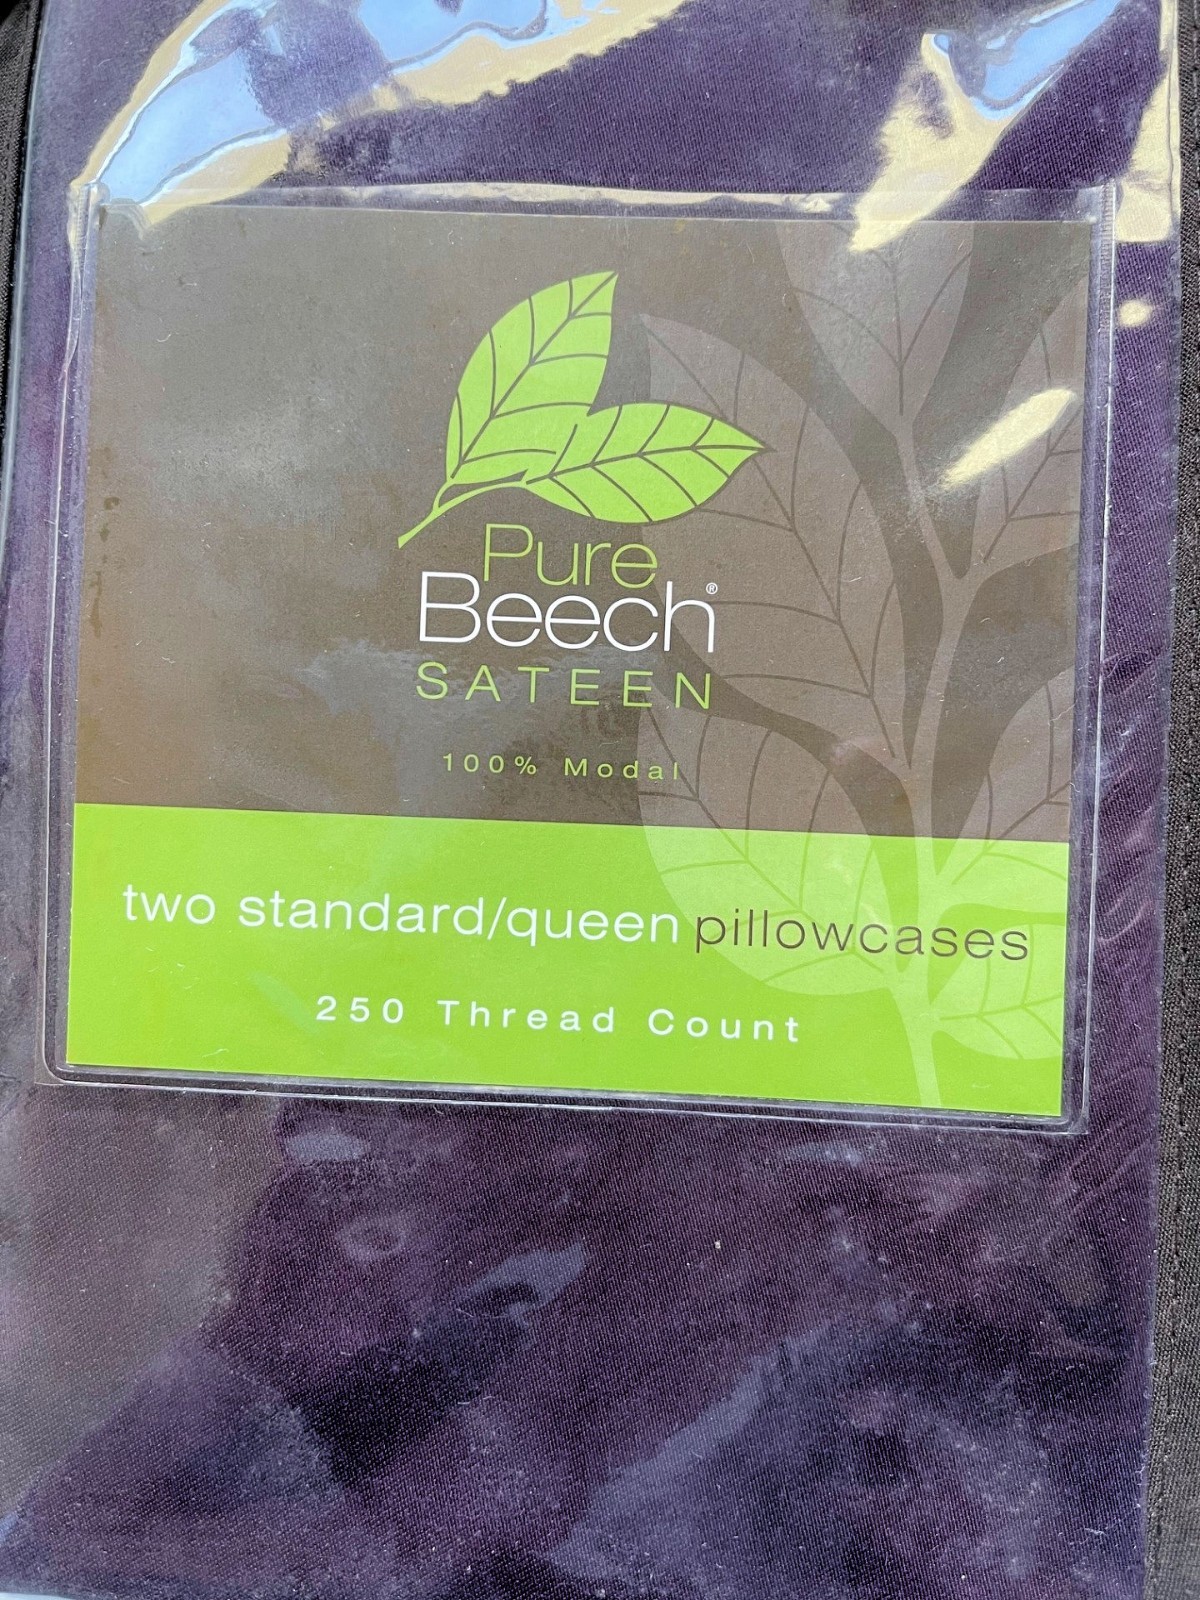 Pure
Beech®
SATEEN
100% Modal
two standard/queen pillowcases
250 Thread Count